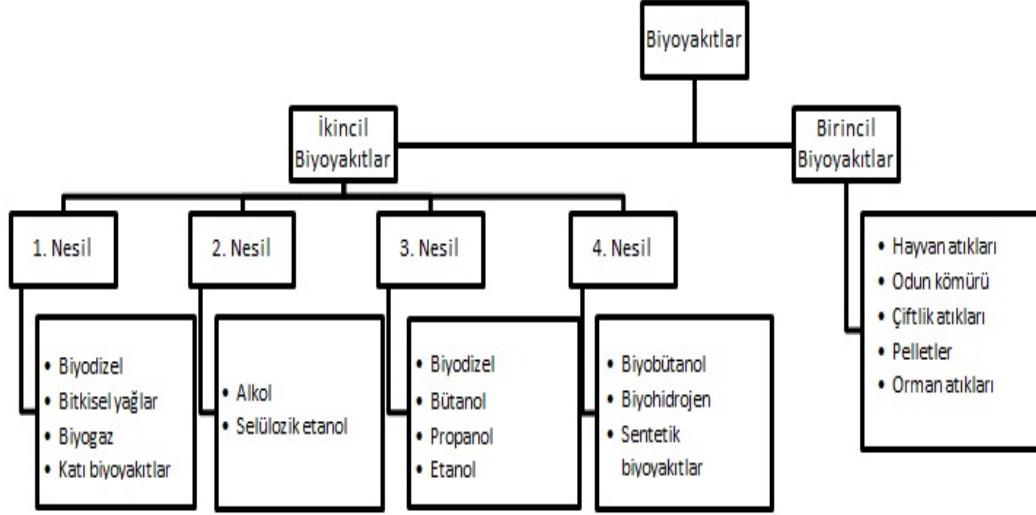 Biyoyakıtlar
İkincil
Biyoyakıtlar
Birincil
Biyoyakıtlar
1. Nesil
2. Nesil
3. Nesil
4. Nesil
• Biyodizel
• Bitkisel yağlar
• Biyogaz
• Katı biyoyakıtlar
• Alkol
• Selülozik etanol
• Biyodizel
• Bütanol
• Propanol
• Etanol
• Biyobütanol
• Biyohidrojen
• Sentetik
biyoyakıtlar
• Hayvan atıkları
• Odun kömürü
• Çiftlik atıkları
• Pelletler
• Orman atıkları